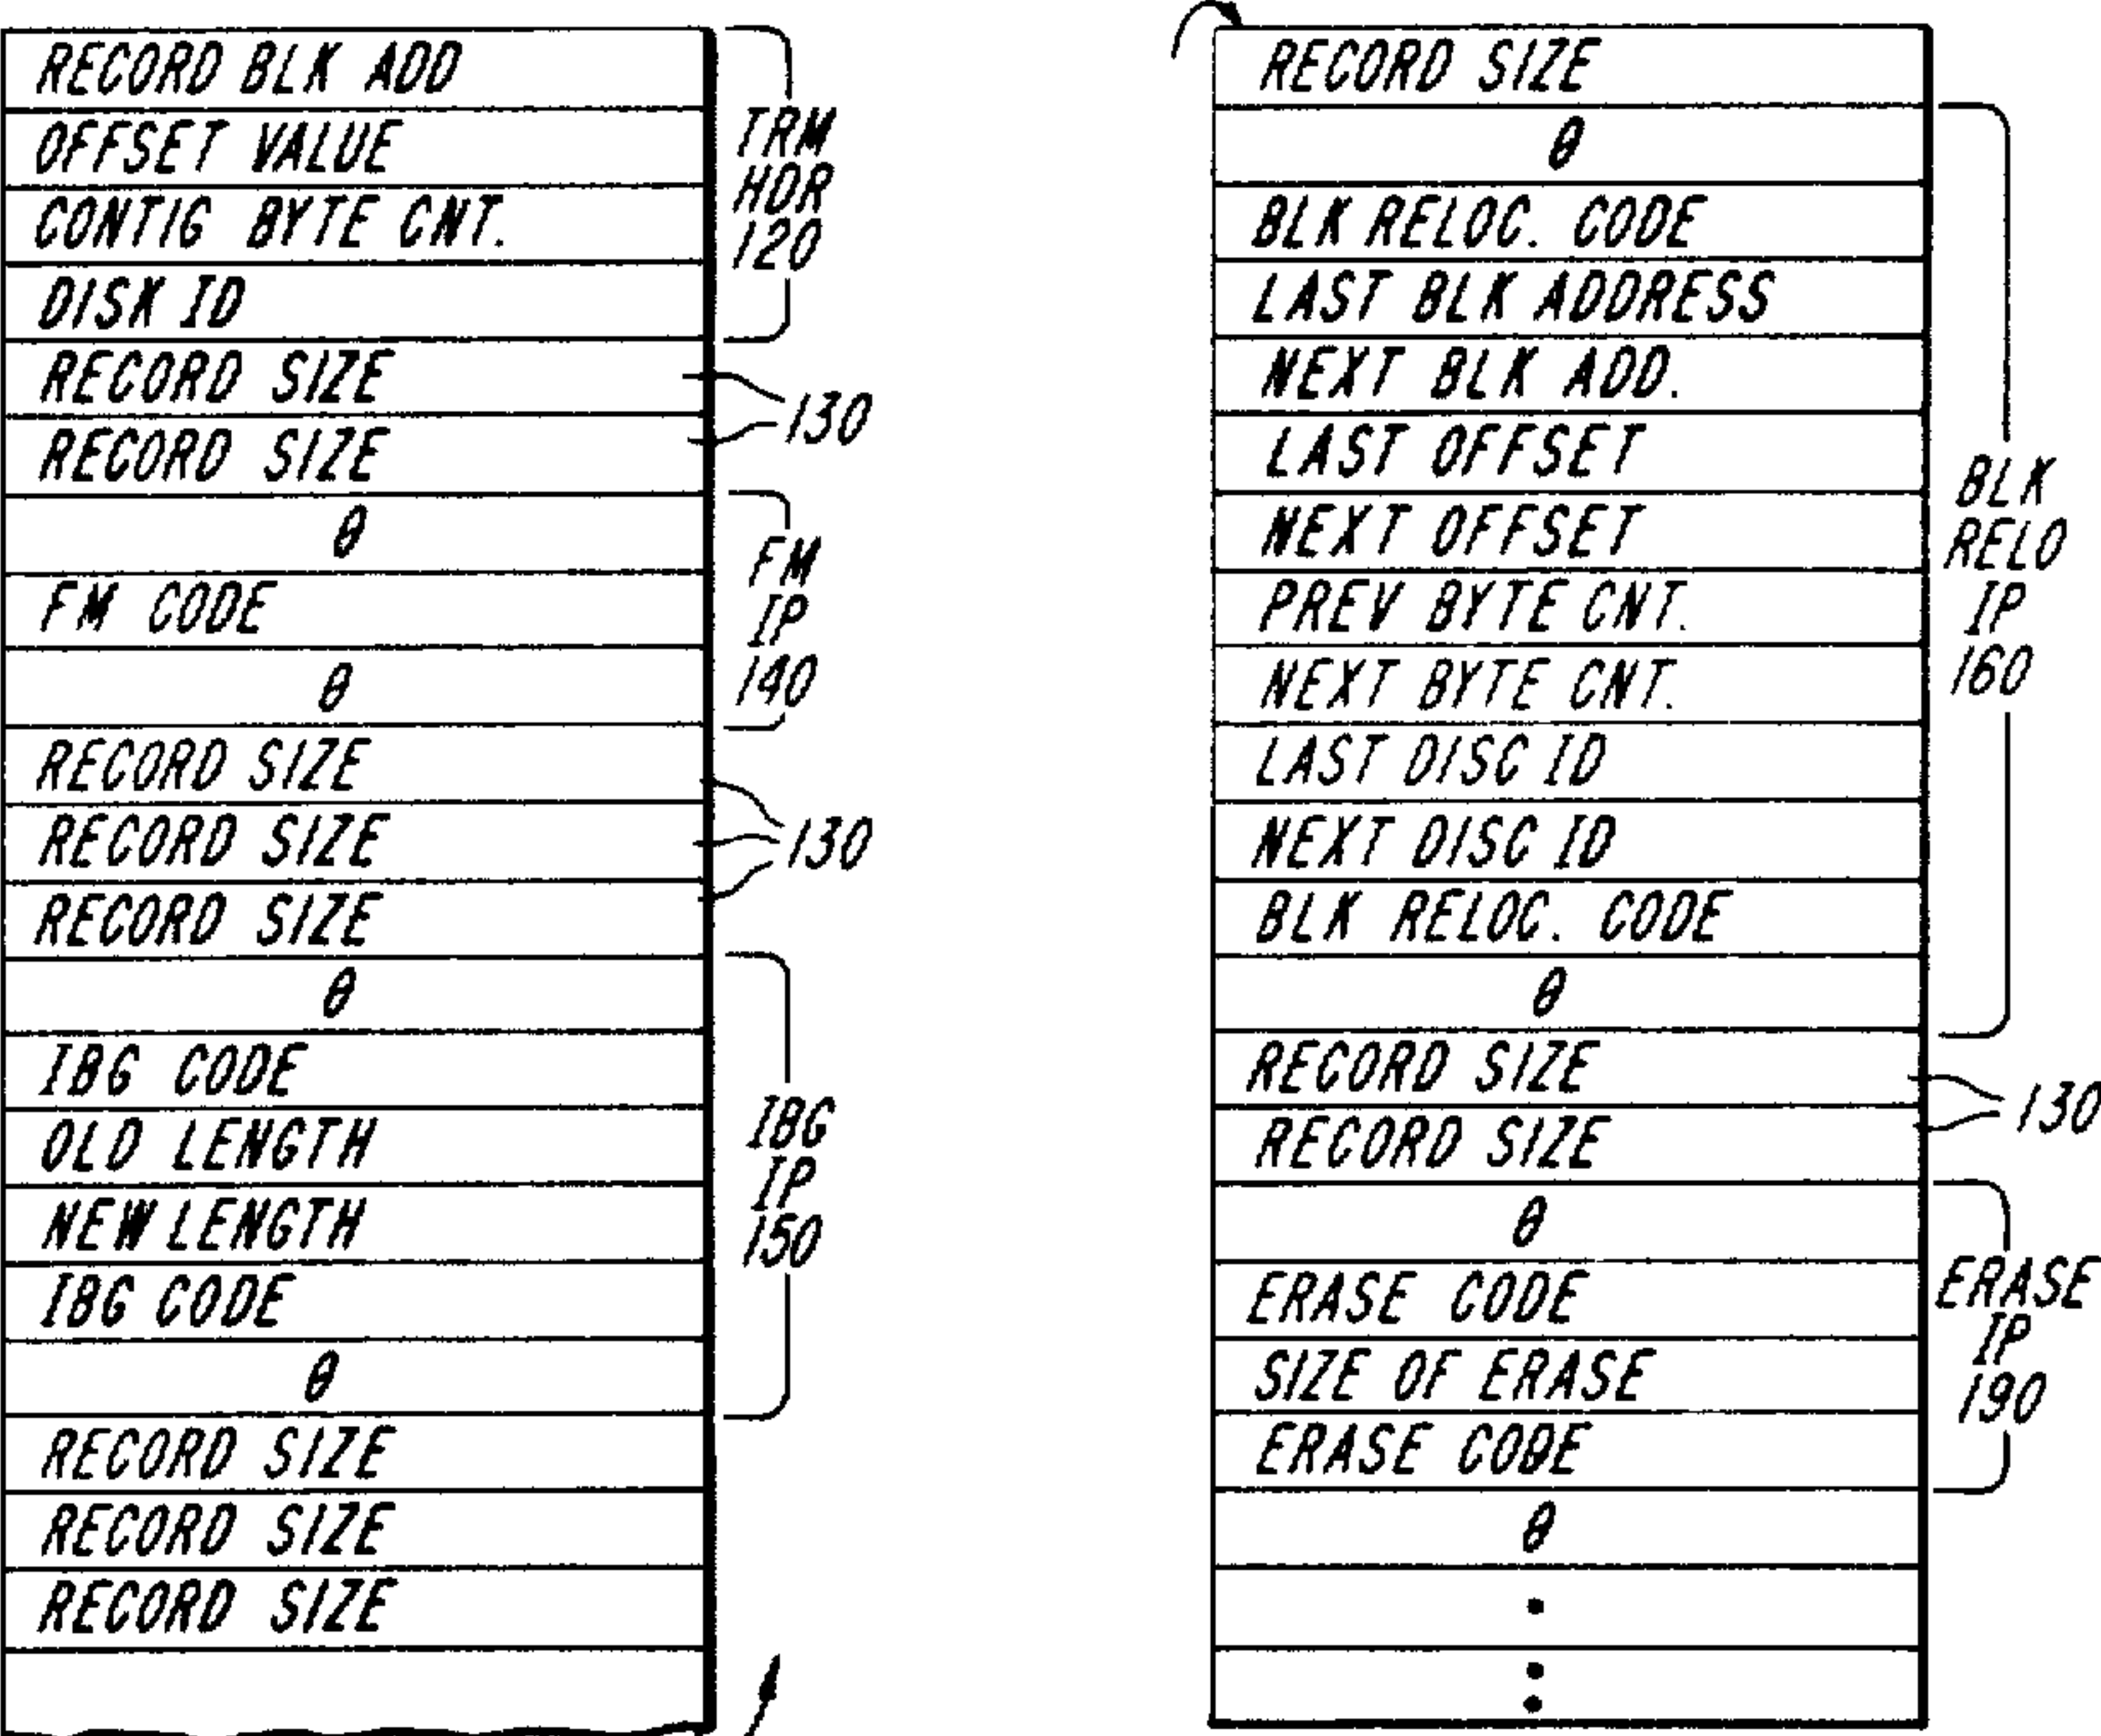 RECORD BLK ADD
OFFSET VALUE
CONTIG BYTE CNT.
DISK ID
TRM
HDR
120
RECORD SIZE
RECORD SIZE
130
0
FM CODE
0
FM
IP
140
RECORD SIZE
RECORD SIZE
RECORD SIZE
130
0
IBG CODE
OLD LENGTH
NEW LENGTH
IBG CODE
0
IBG
IP
150
RECORD SIZE
RECORD SIZE
RECORD SIZE
RECORD SIZE
0
BLK RELOC. CODE
LAST BLK ADDRESS
NEXT BLK ADD.
LAST OFFSET
NEXT OFFSET
PREV BYTE CNT.
NEXT BYTE CNT.
LAST DISC ID
NEXT DISC ID
BLK RELOC. CODE
0
BLK
RELO
IP
160
RECORD SIZE
RECORD SIZE
130
0
ERASE CODE
SIZE OF ERASE
ERASE CODE
ERASE
IP
190
0